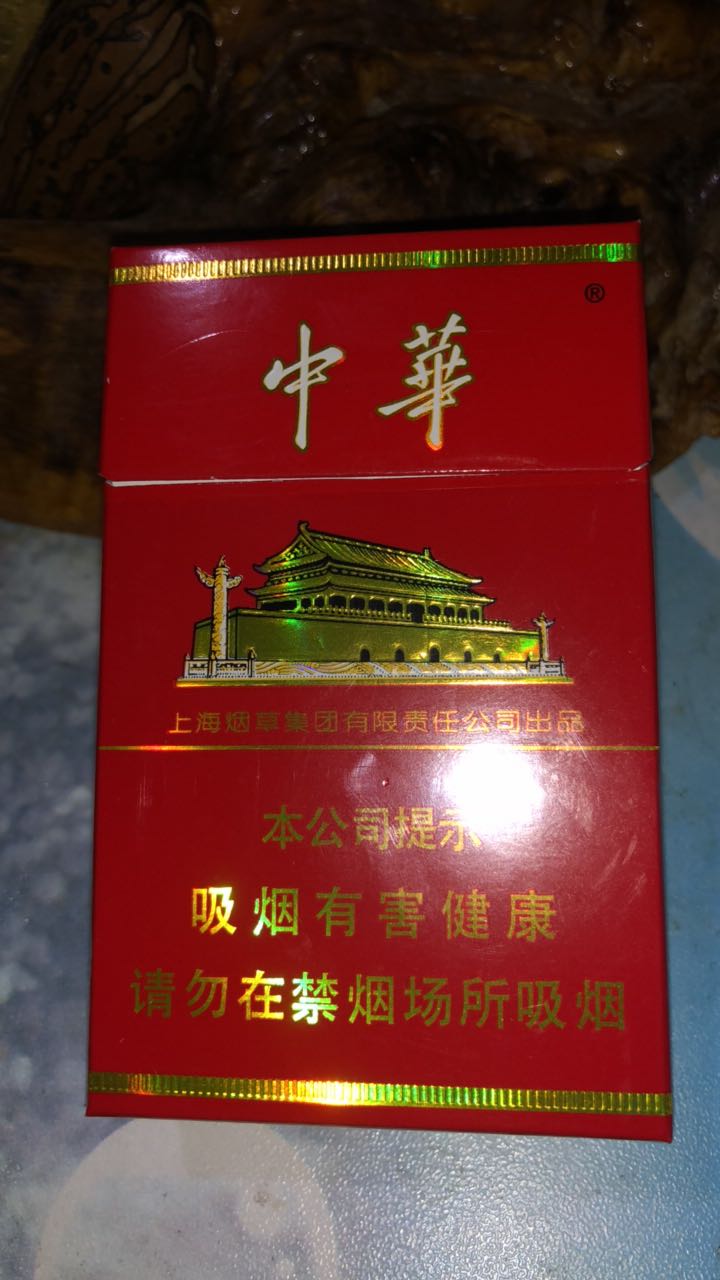 ®
中華
上海烟草集团有限责任公司出品
本公司提示
吸烟有害健康
请勿在禁烟场所吸烟